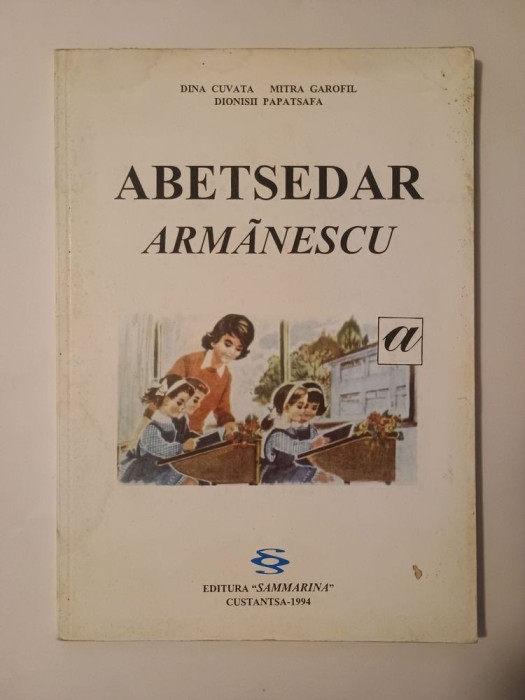 DINA CUVATA MITRA GAROFIL
DIONISII PAPATSAFA
ABETSEDAR
ARMÃNESCU
a
EDITURA "SAMMARINA"
CUSTANTSA-1994